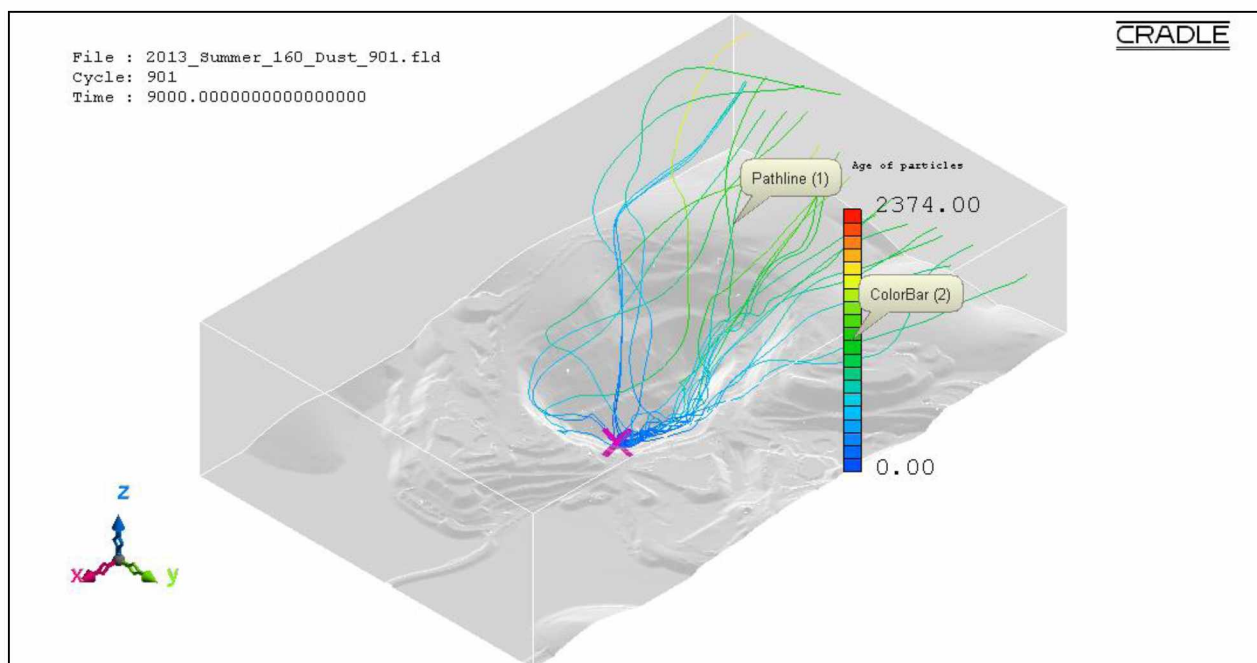 File : 2013_Summer_160_Dust_901.fld
Cycle: 901
Time : 9000.0000000000000000
CRADLE
Pathline (1)
Age of particles
2374.00
ColorBar (2)
0.00
z
x
y